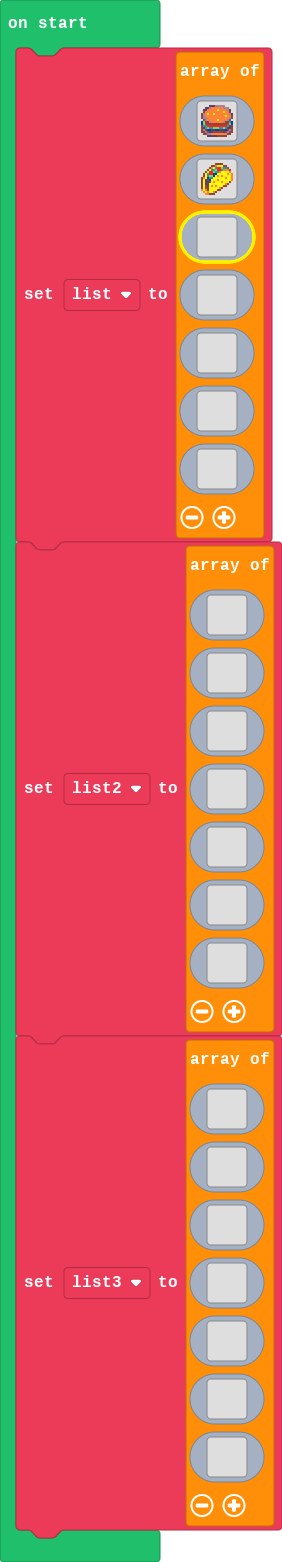 on start
array of
set list to
array of
set list2 to
array of
set list3 to